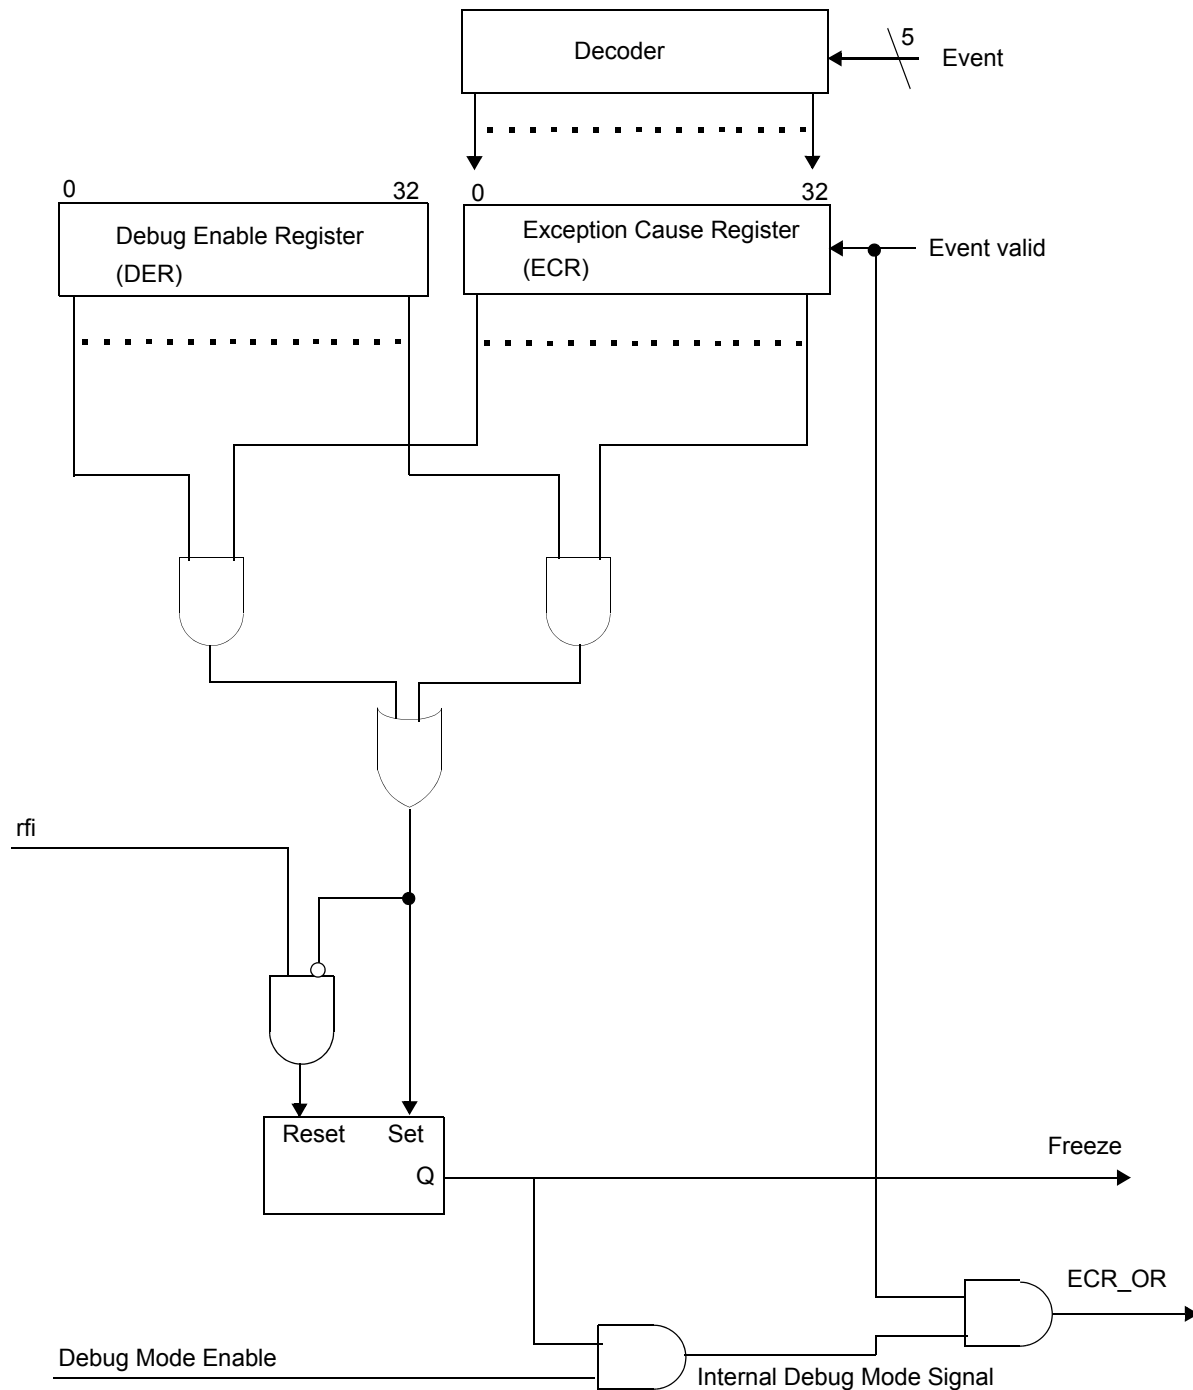 Decoder
5
Event
0
32
0
32
Debug Enable Register
(DER)
Exception Cause Register
(ECR)
Event valid
rfi
Reset
Set
Q
Freeze
ECR_OR
Debug Mode Enable
Internal Debug Mode Signal